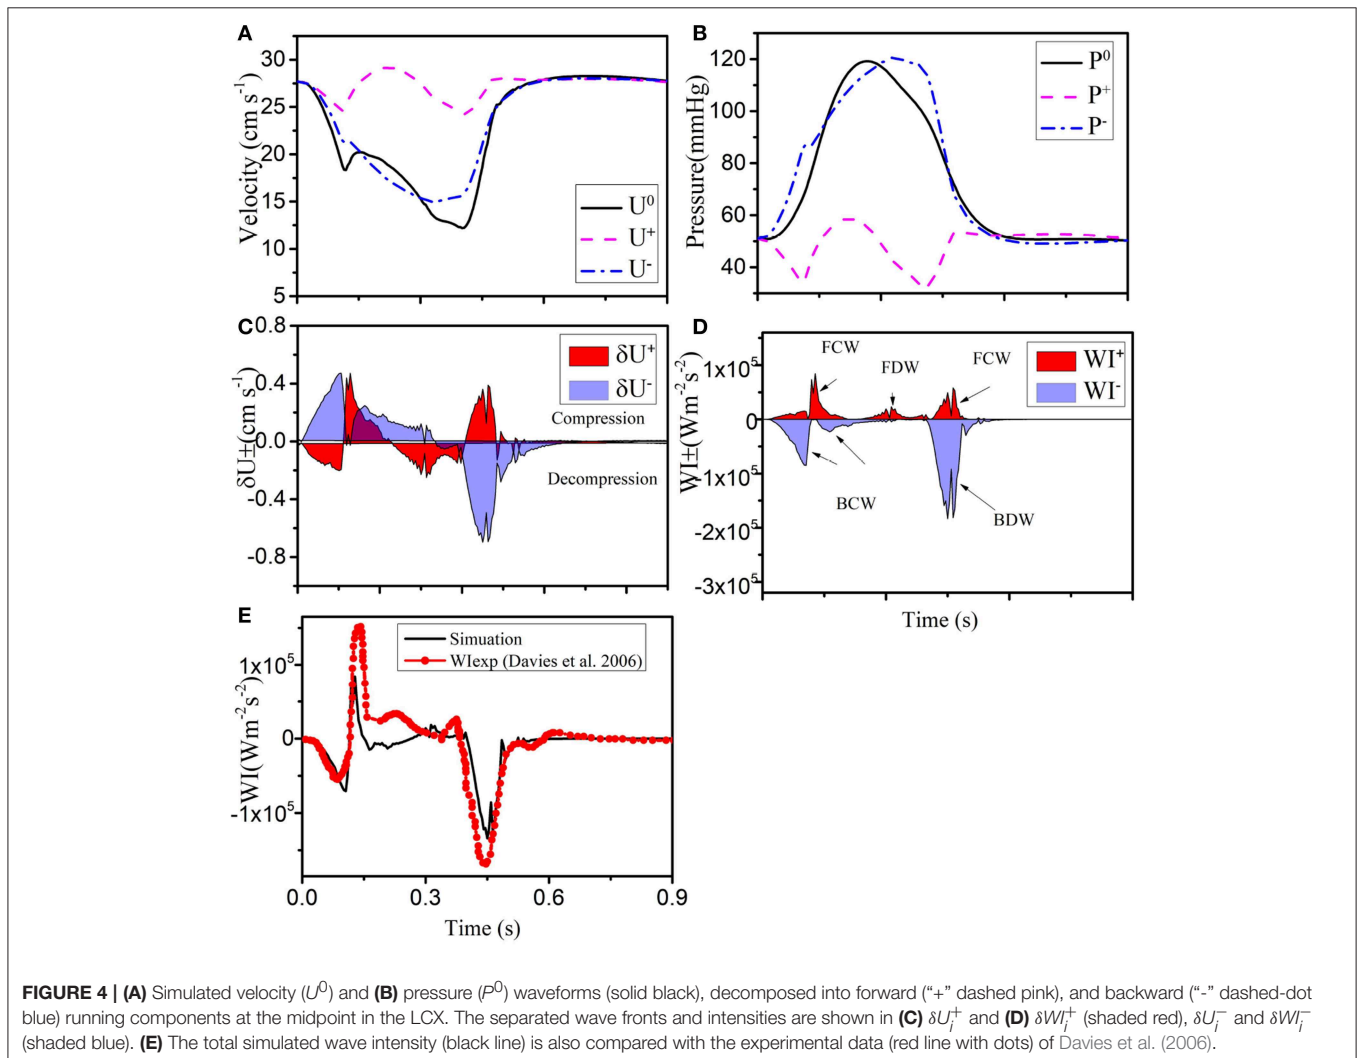 A
Velocity (cm s⁻¹)
30
25
20
15
10
5
U⁰
U⁺
U⁻
B
Pressure(mmHg)
120
100
80
60
40
P⁰
P⁺
P⁻
C
δU±(cm s⁻¹)
0.8
0.4
0.0
-0.4
-0.8
δU⁺
δU⁻
Compression
Decompression
D
WI±(Wm⁻²s⁻²)
1x10⁵
0
-1x10⁵
-2x10⁵
-3x10⁵
FCW
FDW
FCW
BCW
BDW
WI⁺
WI⁻
Time (s)
E
WI(Wm⁻²s⁻²)
1x10⁵
0
-1x10⁵
Simuation
WIexp (Davies et al. 2006)
0.0 0.3 0.6 0.9
Time (s)
FIGURE 4 | (A) Simulated velocity (U⁰) and (B) pressure (P⁰) waveforms (solid black), decomposed into forward (“+” dashed pink), and backward (“-” dashed-dot
blue) running components at the midpoint in the LCX. The separated wave fronts and intensities are shown in (C) δUᵢ⁺ and (D) δWIᵢ⁺ (shaded red), δUᵢ⁻ and δWIᵢ⁻
(shaded blue). (E) The total simulated wave intensity (black line) is also compared with the experimental data (red line with dots) of Davies et al. (2006).